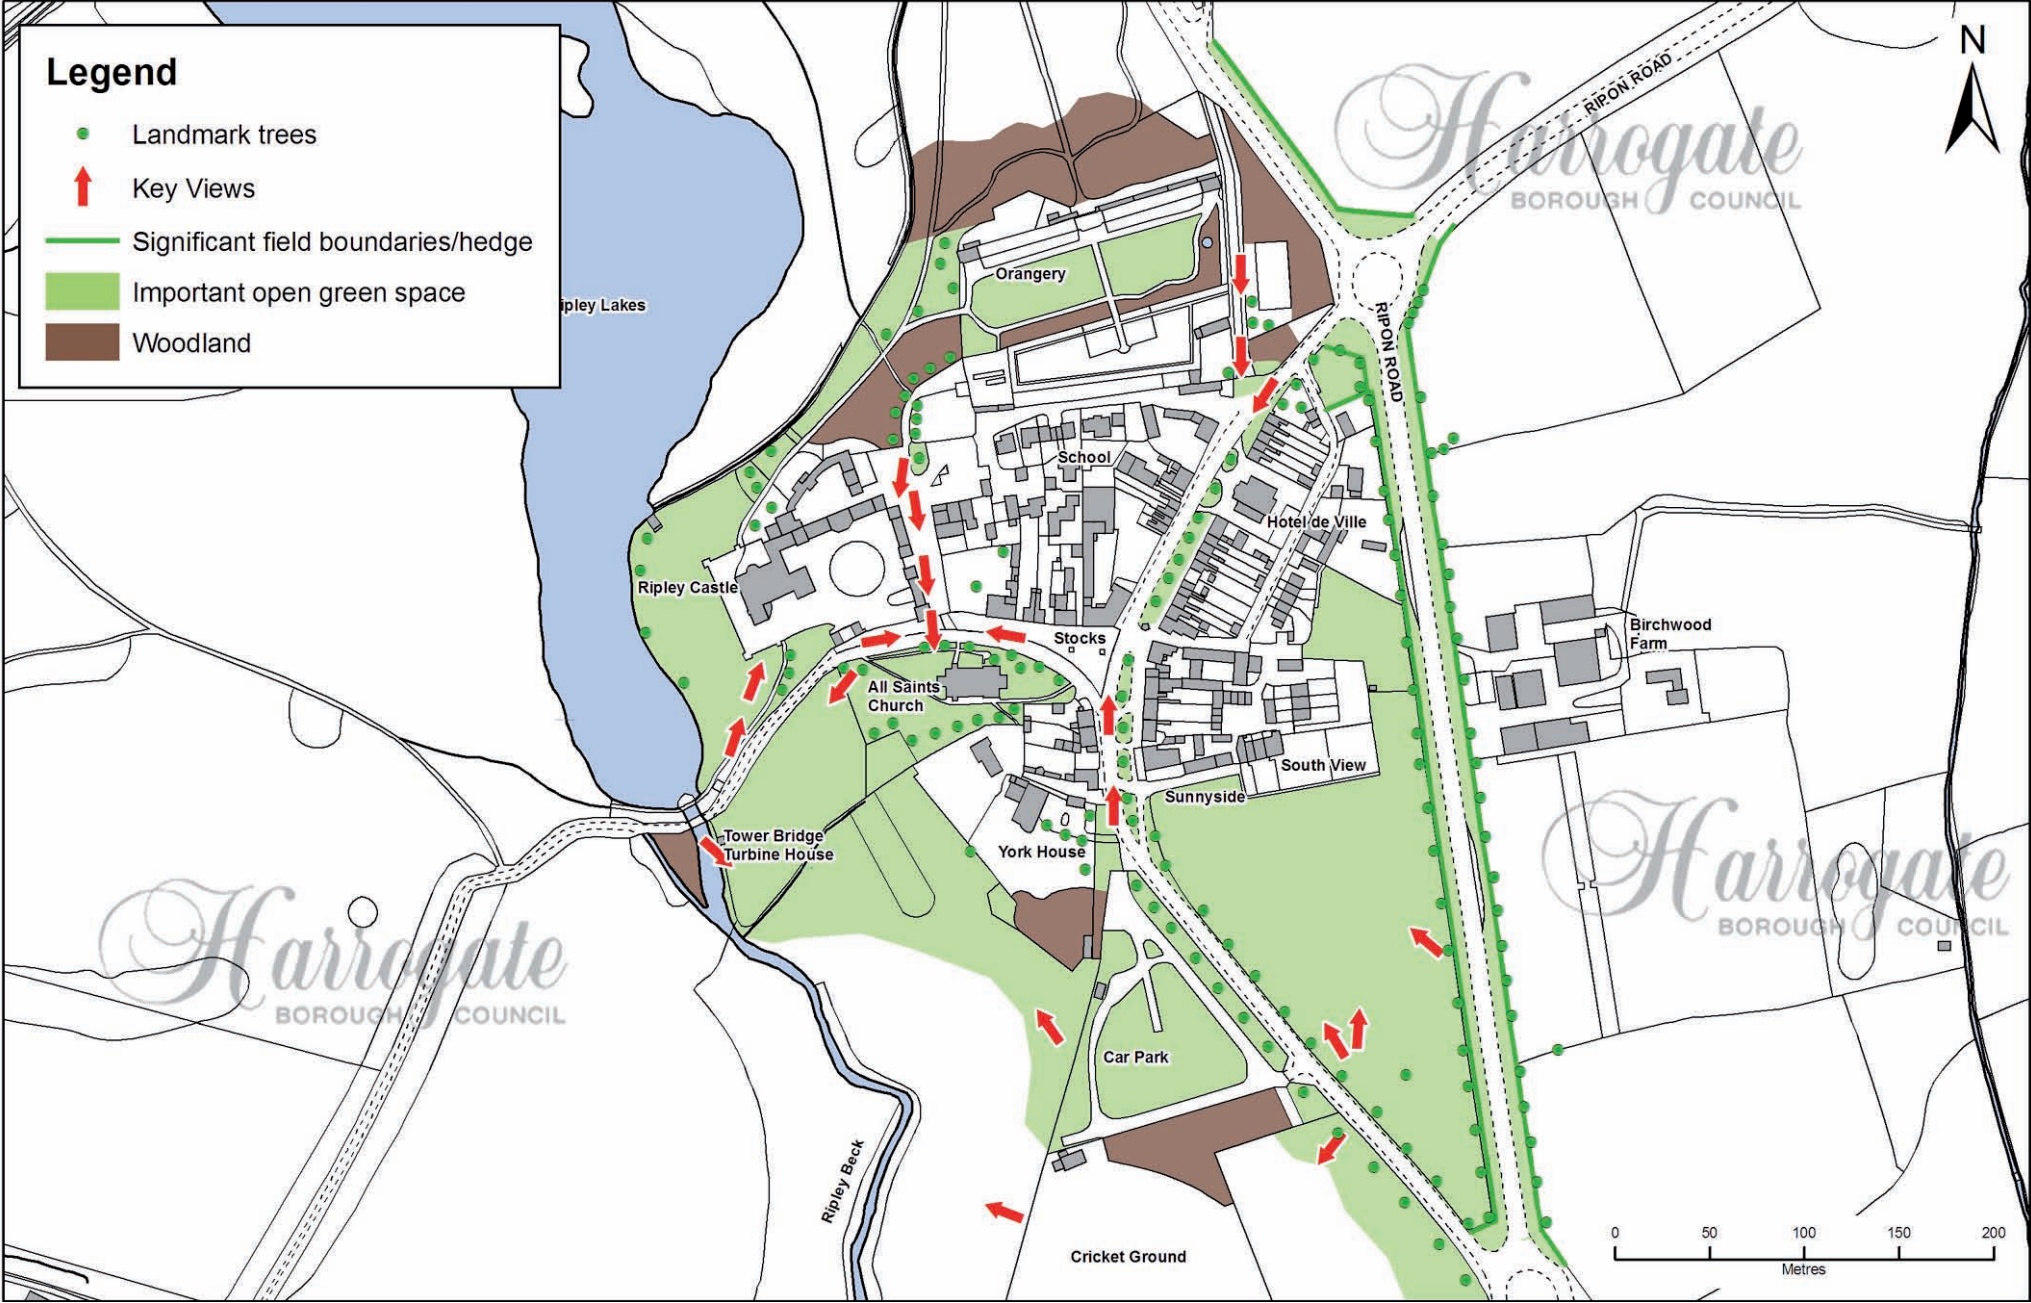 Legend
Landmark trees
Key Views
Significant field boundaries/hedge
Important open green space
Woodland
N
RIPON ROAD
Harrogate
BOROUGH COUNCIL
ipley Lakes
Orangery
RIPON ROAD
School
Hotel de Ville
Ripley Castle
Stocks
Birchwood
Farm
All Saints
Church
South View
Sunnyside
Tower Bridge
Turbine House
York House
Harrogate
BOROUGH COUNCIL
Harrogate
BOROUGH COUNCIL
Car Park
Ripley Beck
Cricket Ground
0 50 100 150 200
Metres